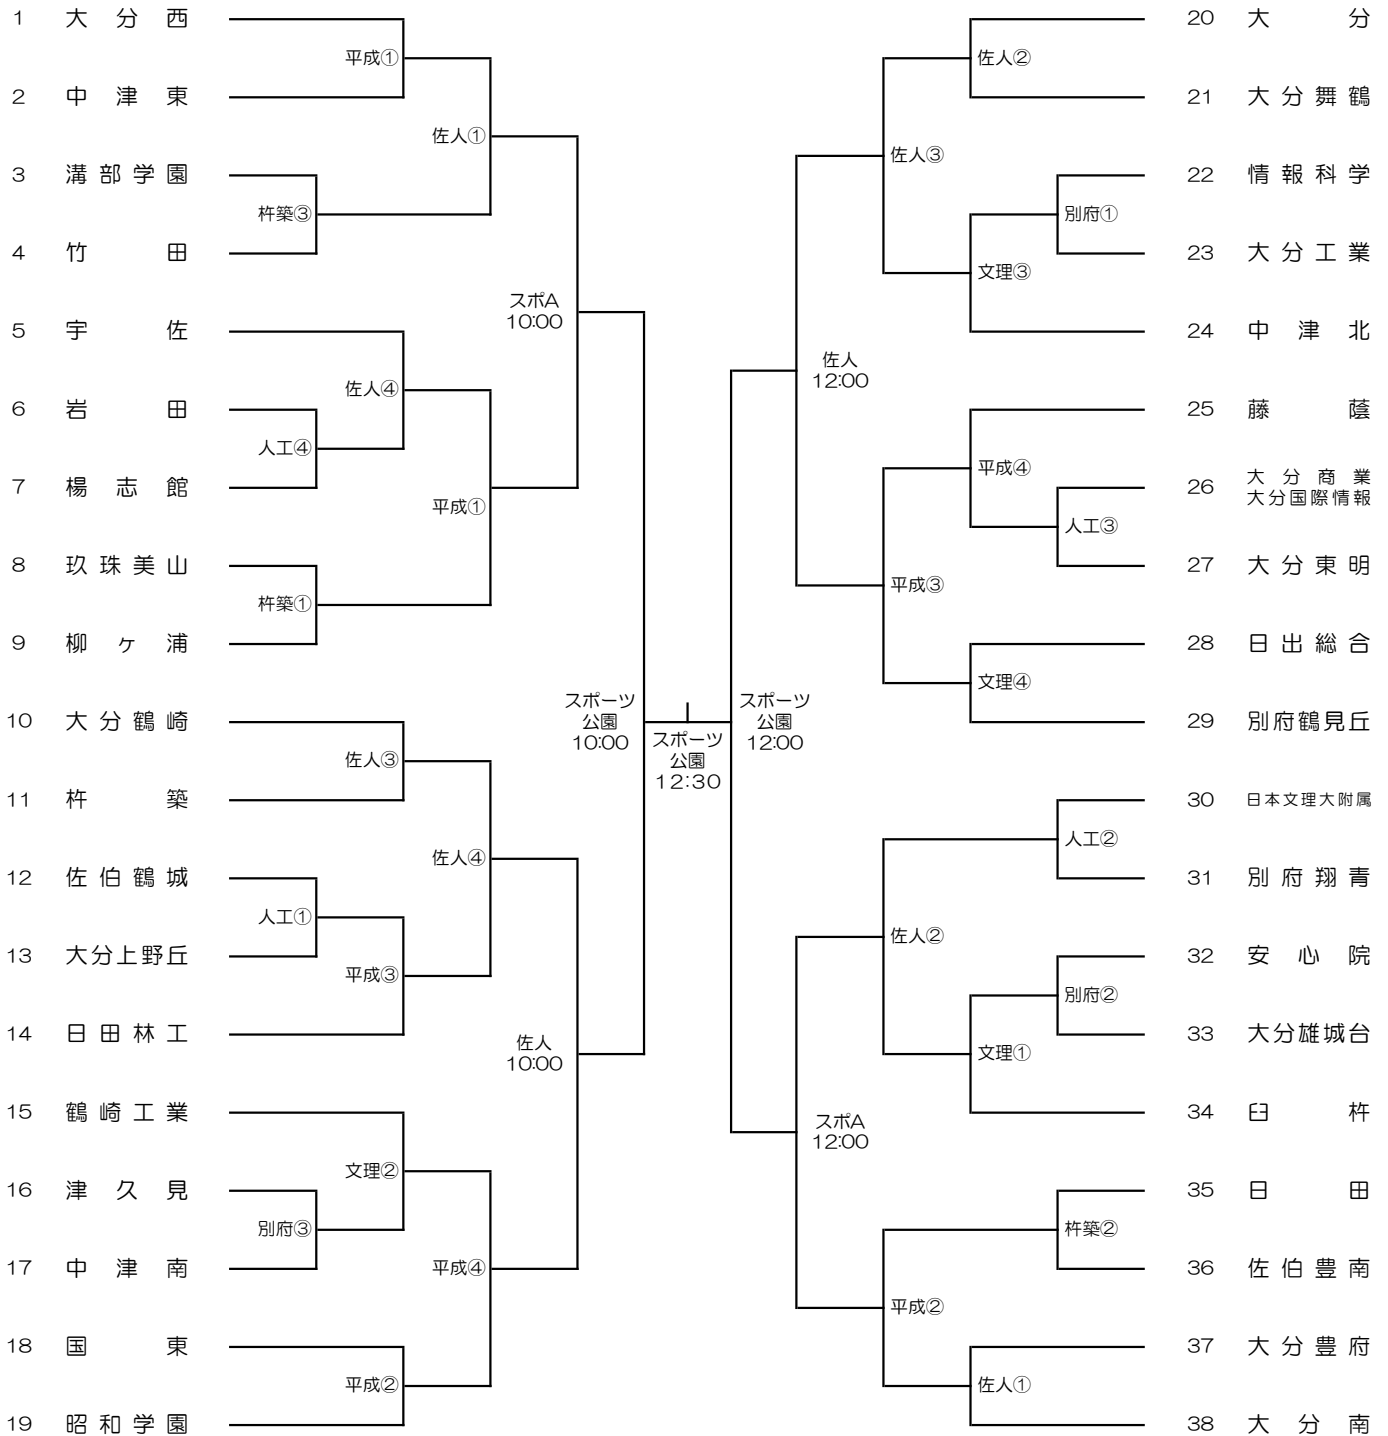 1 大分西
平成①
2 中津東
佐人①
3 溝部学園
杵築③
4 竹田
スポA
10:00
5 宇佐
佐人④
6 岩田
人工④
7 楊志館
平成①
8 玖珠美山
杵築①
9 柳ヶ浦
スポーツ
公園
10:00
10 大分鶴崎
佐人③
11 杵築
佐人④
12 佐伯鶴城
人工①
13 大分上野丘
平成③
14 日田林工
佐人
10:00
15 鶴崎工業
文理②
16 津久見
別府③
17 中津南
平成④
18 国東
平成②
19 昭和学園
スポーツ
公園
12:30
20 大分
佐人②
21 大分舞鶴
佐人③
22 情報科学
別府①
23 大分工業
文理③
24 中津北
佐人
12:00
25 藤蔭
平成④
26 大分商業
大分国際情報
人工③
27 大分東明
平成③
28 日出総合
文理④
29 別府鶴見丘
スポーツ
公園
12:00
30 日本文理大附属
人工②
31 別府翔青
佐人②
32 安心院
別府②
33 大分雄城台
文理①
34 臼杵
スポA
12:00
35 日田
杵築②
36 佐伯豊南
平成②
37 大分豊府
佐人①
38 大分南